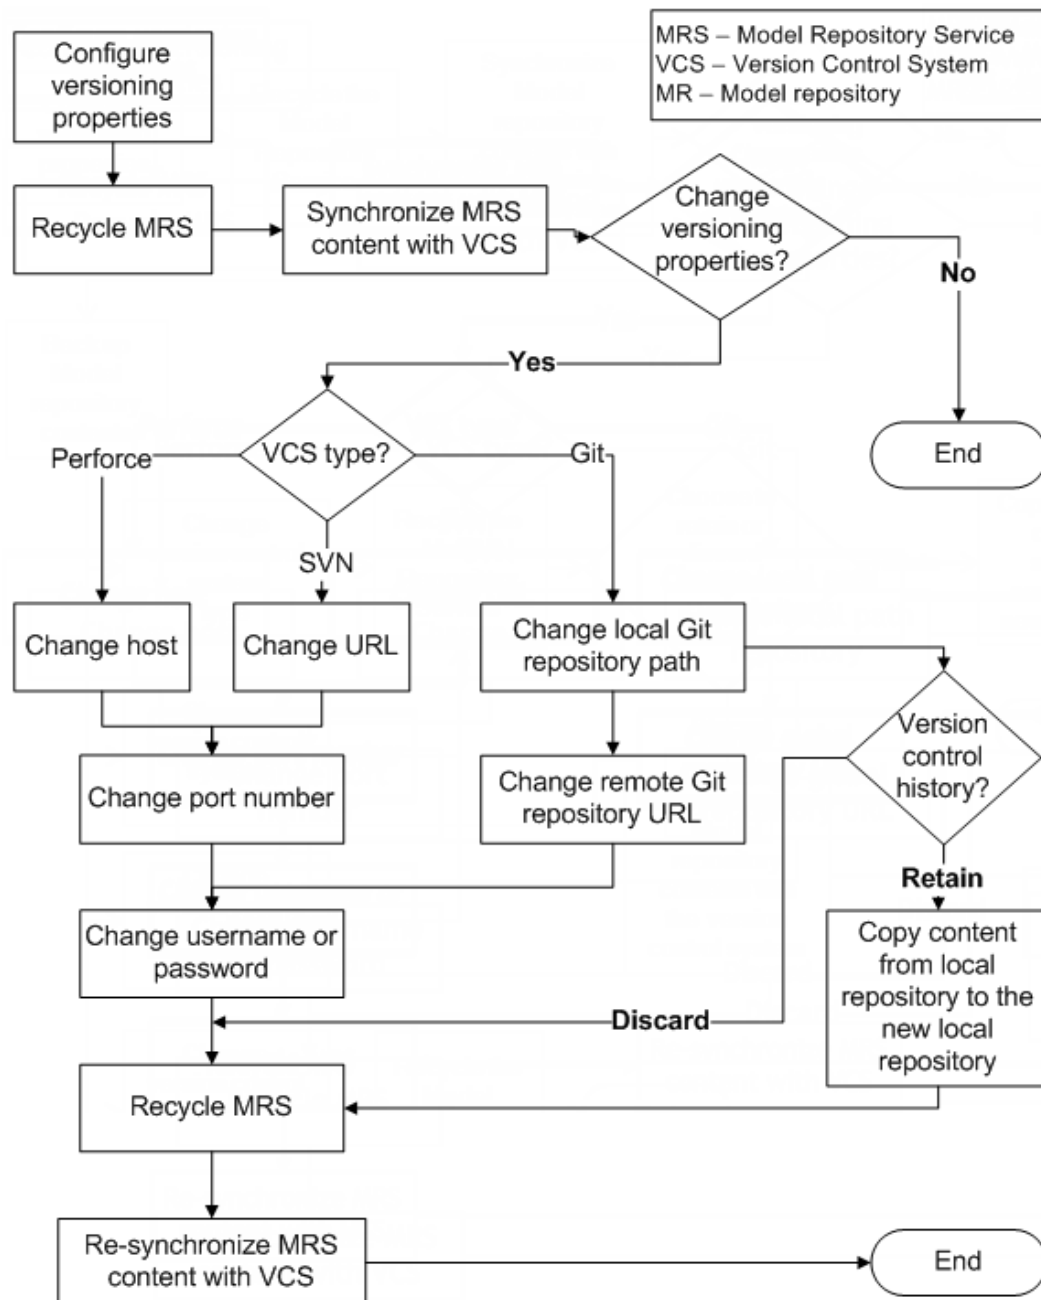 Configure
versioning
properties
MRS – Model Repository Service
VCS – Version Control System
MR – Model repository
Recycle MRS
Synchronize MRS
content with VCS
Change
versioning
properties?
No
Yes
End
Perforce
VCS type?
Git
SVN
Change host
Change URL
Change local Git
repository path
Version
control
history?
Change port number
Change remote Git
repository URL
Retain
Change username or
password
Copy content
from local
repository to the
new local
repository
Discard
Recycle MRS
Re-synchronize MRS
content with VCS
End